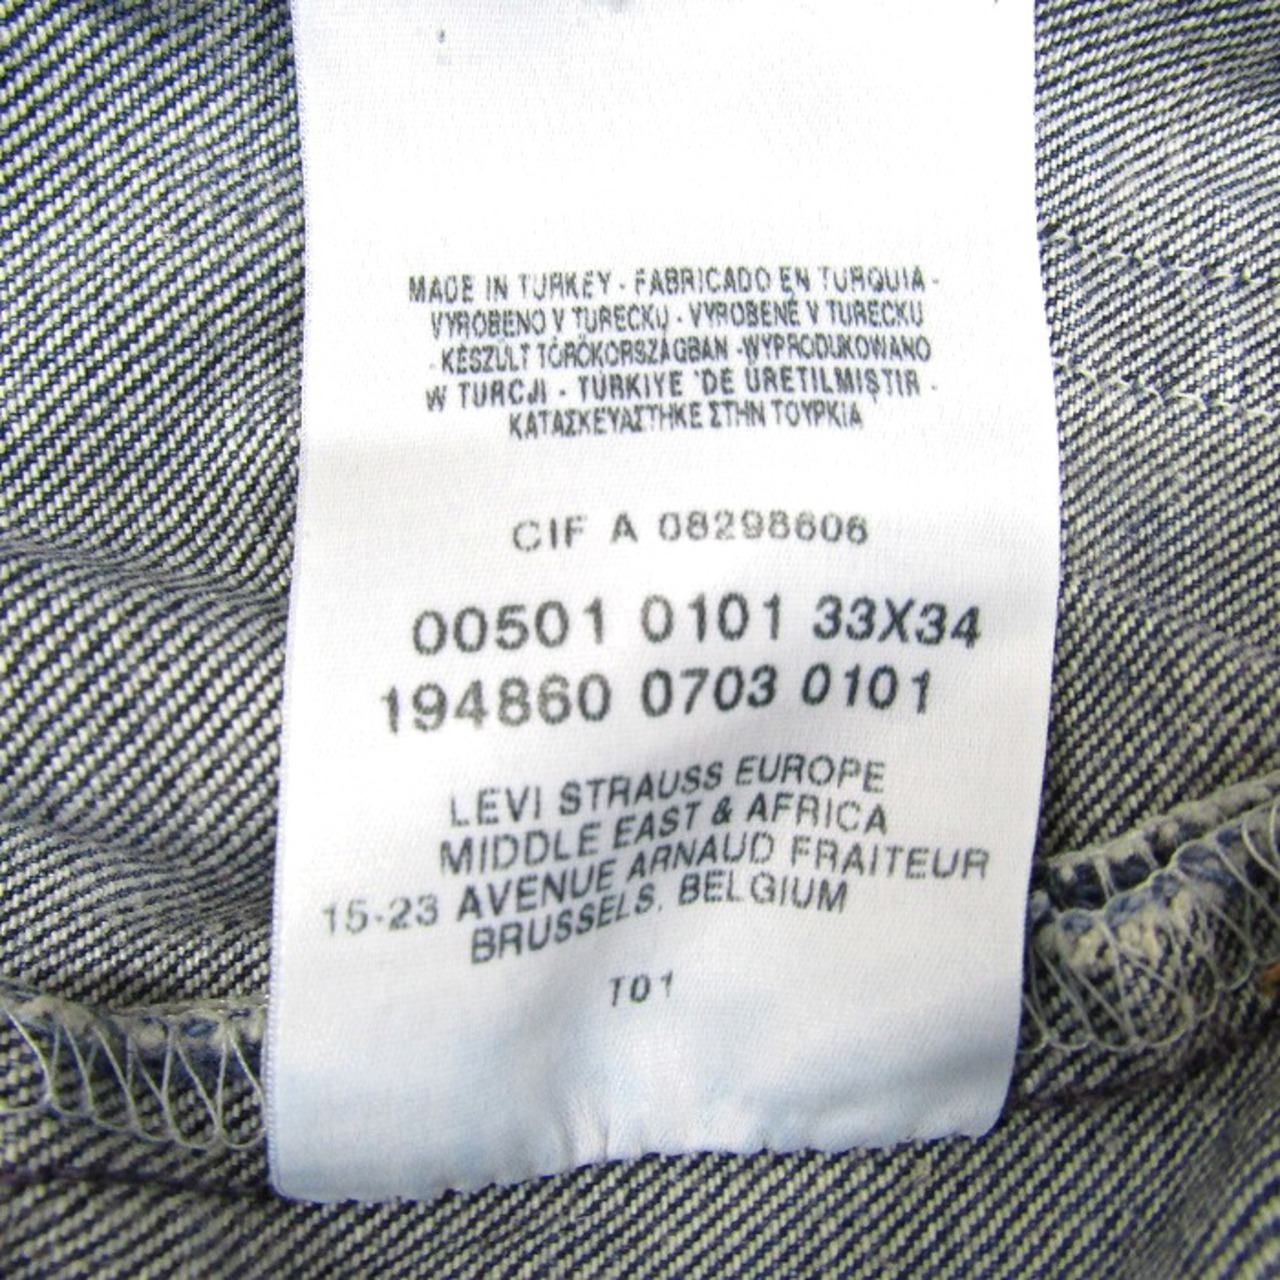 MADE IN TURKEY - FABRICADO EN TURQUIA -
VYROBENO V TURECKU - VYROBENÉ V TURECKU
- KÉSZÜLT TÖRÖKORSZÁGBAN - WYPRODUKOWANO
W TURCJI - TÜRKIYE 'DE ÜRETILMIŞTIR -
ΚΑΤΑΣΚΕΥΑΣΤΗΚΕ ΣΤΗΝ ΤΟΥΡΚΙΑ
CIF A 08298606
00501 0101 33X34
194860 0703 0101
LEVI STRAUSS EUROPE
MIDDLE EAST & AFRICA
15-23 AVENUE ARNAUD FRAITEUR
BRUSSELS, BELGIUM
T01